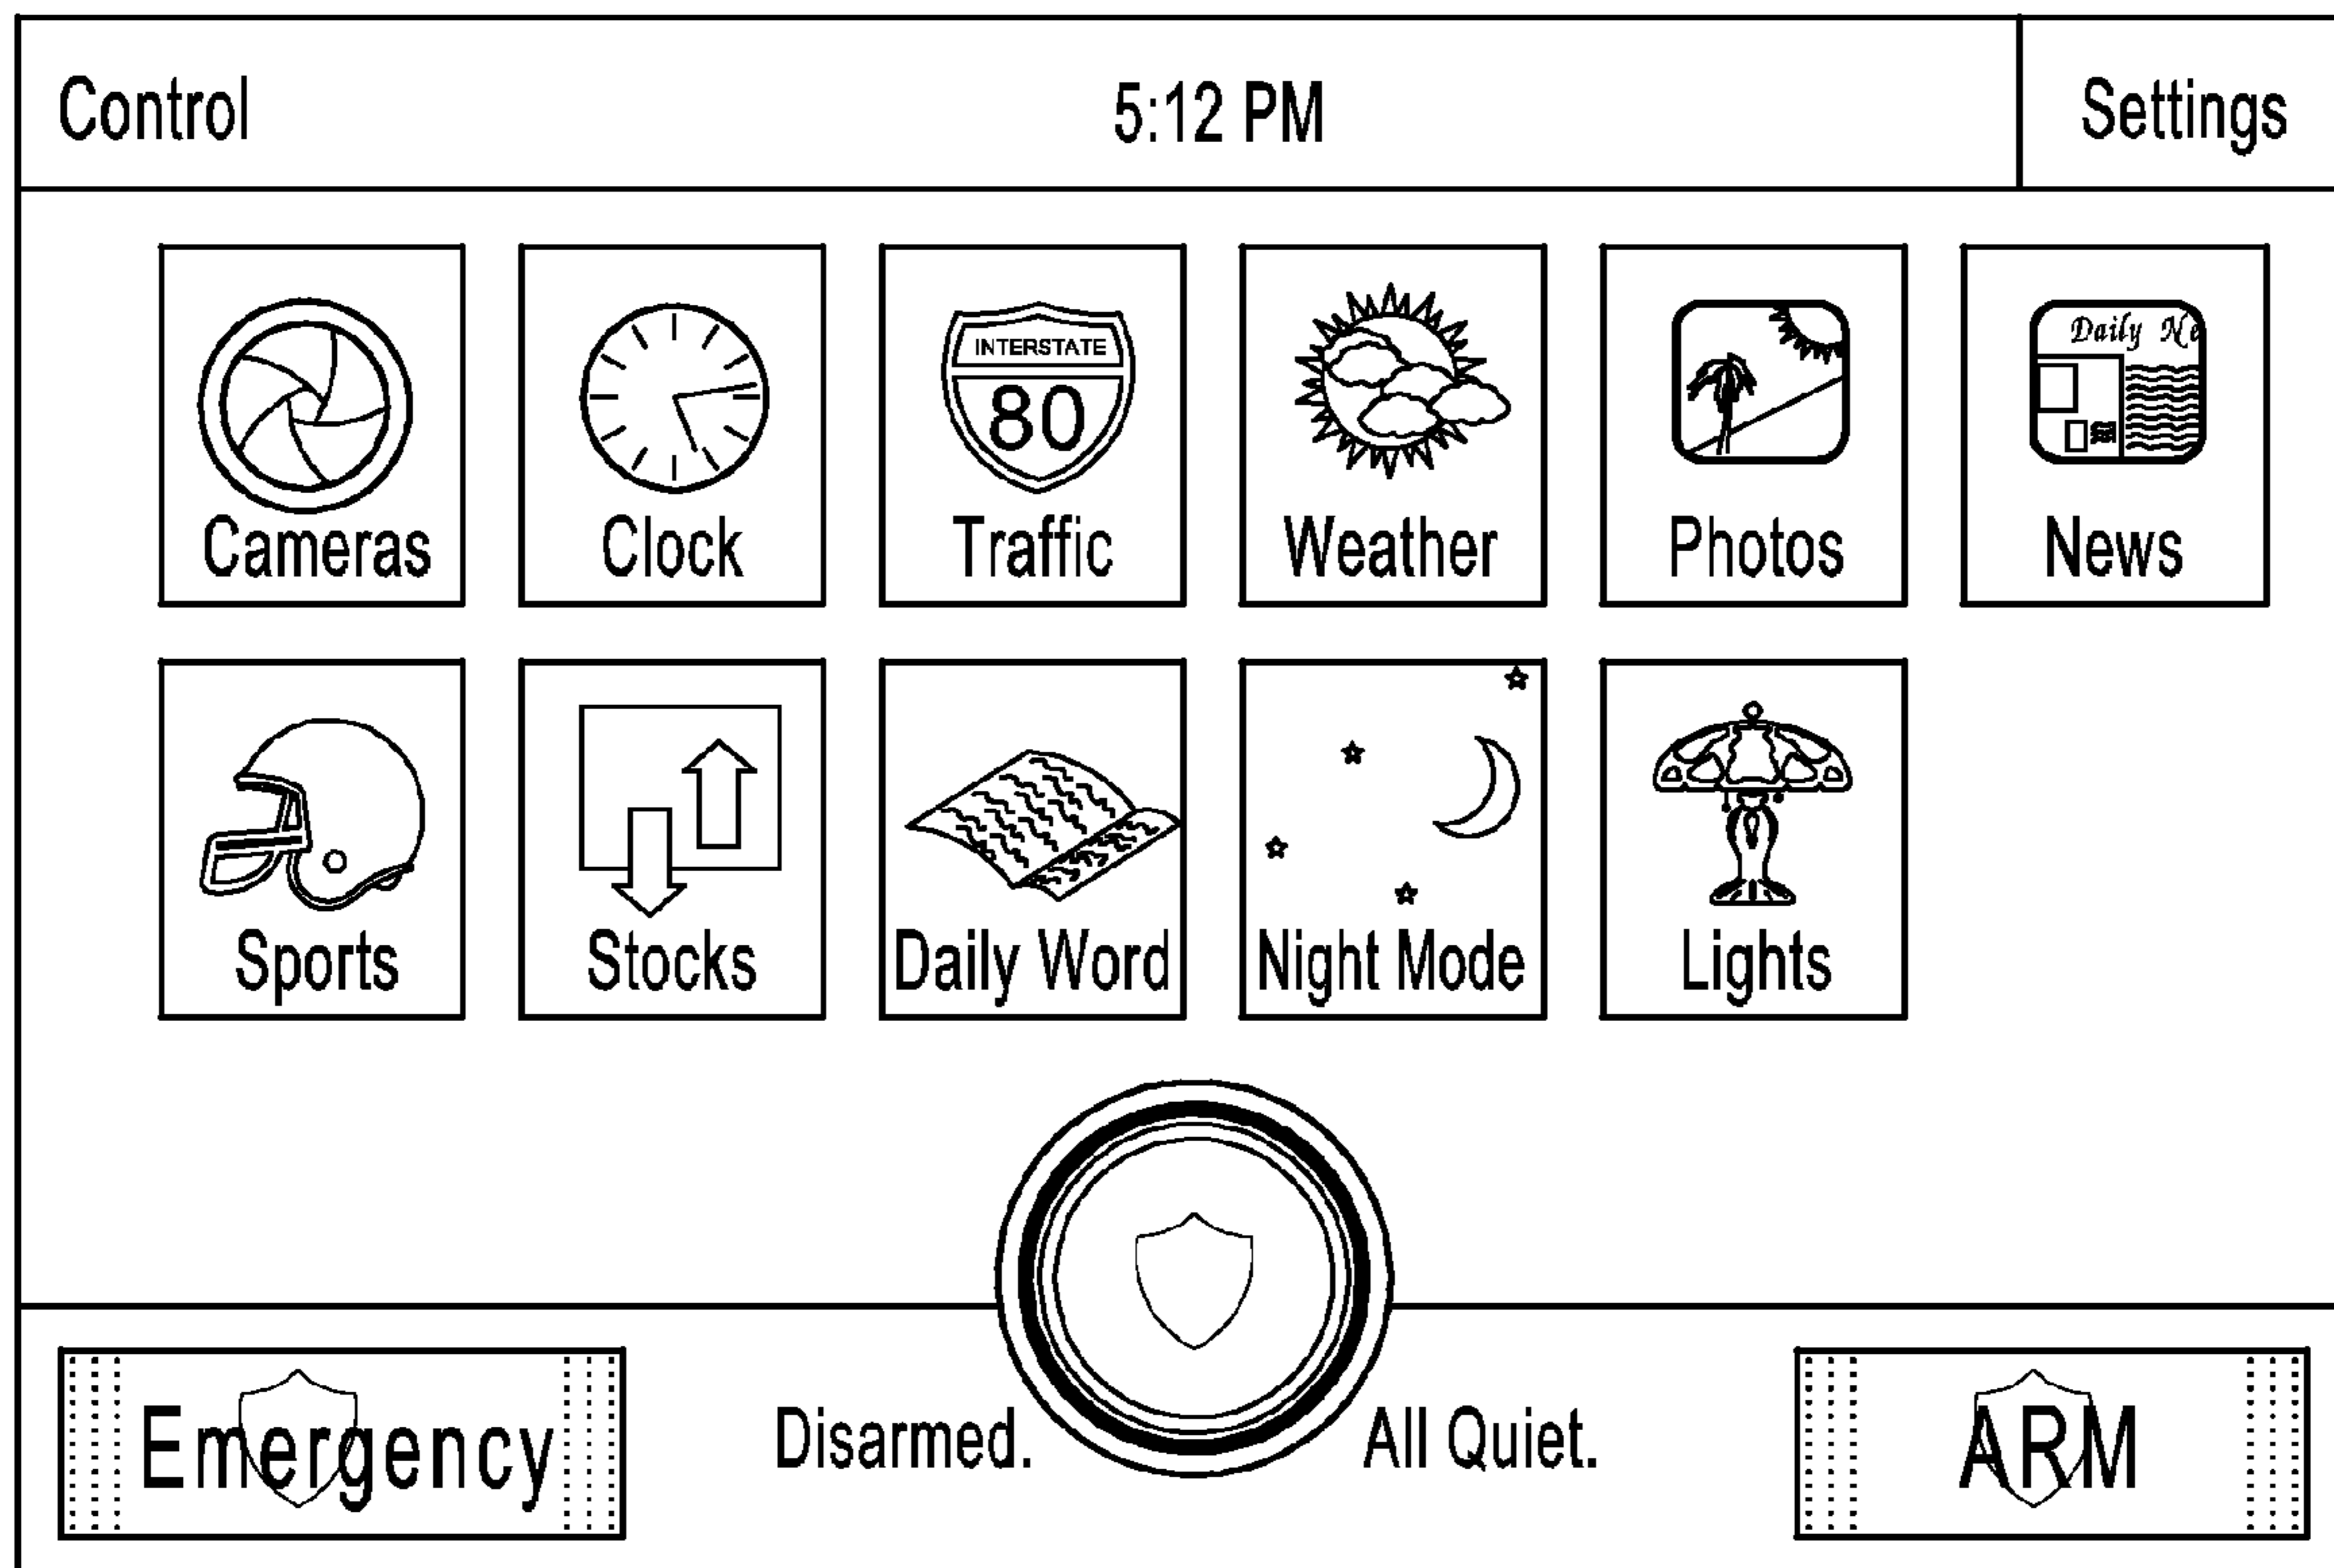 Control 5:12 PM Settings
INTERSTATE
80
Daily Ne
Cameras Clock Traffic Weather Photos News
Sports Stocks Daily Word Night Mode Lights
Emergency Disarmed. All Quiet. ARM